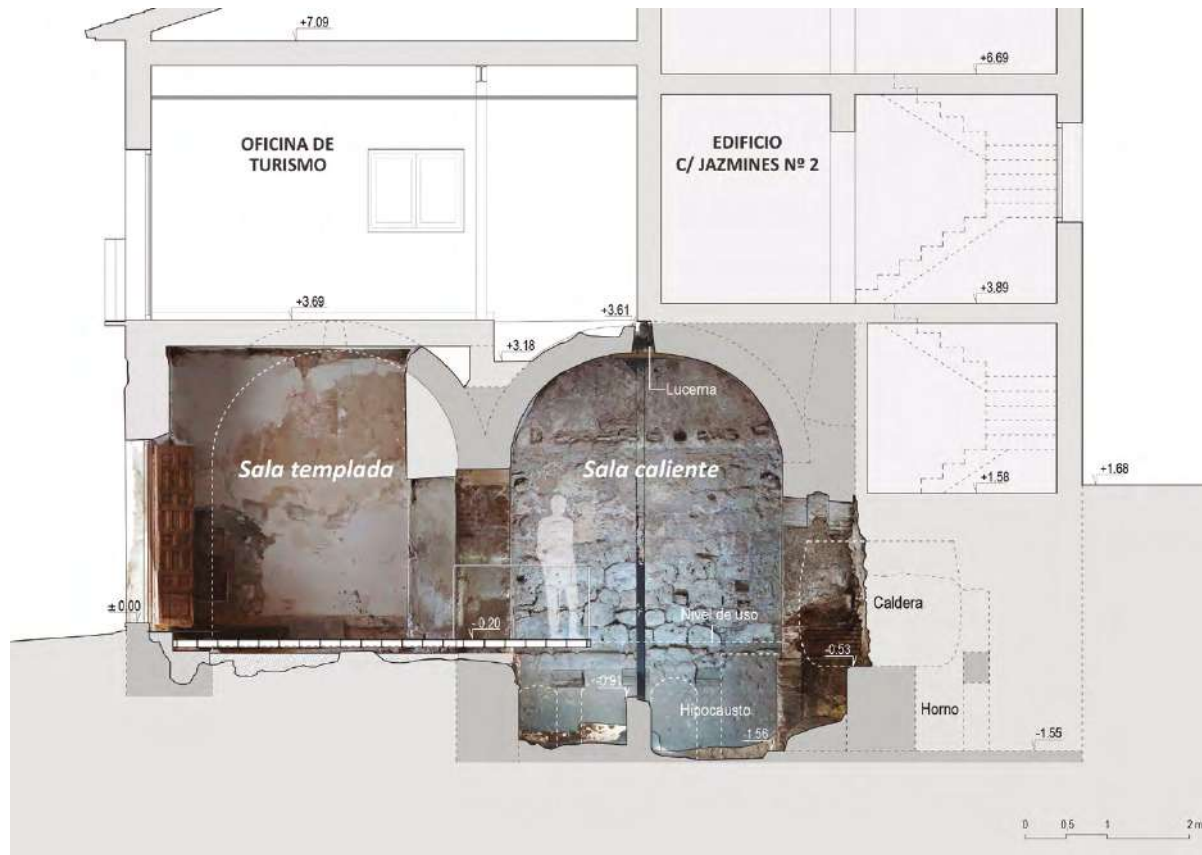 +7.09
+6.69
OFICINA DE
TURISMO
EDIFICIO
C/ JAZMINES Nº 2
+3.69
+3.61
+3.89
+3.18
Lucerna
Sala templada
Sala caliente
+1.58
+1.68
± 0.00
-0.20
Nivel de uso
Caldera
-0.53
-0.91
Hipocausto
Horno
-1.56
-1.55
0 0,5 1 2 m